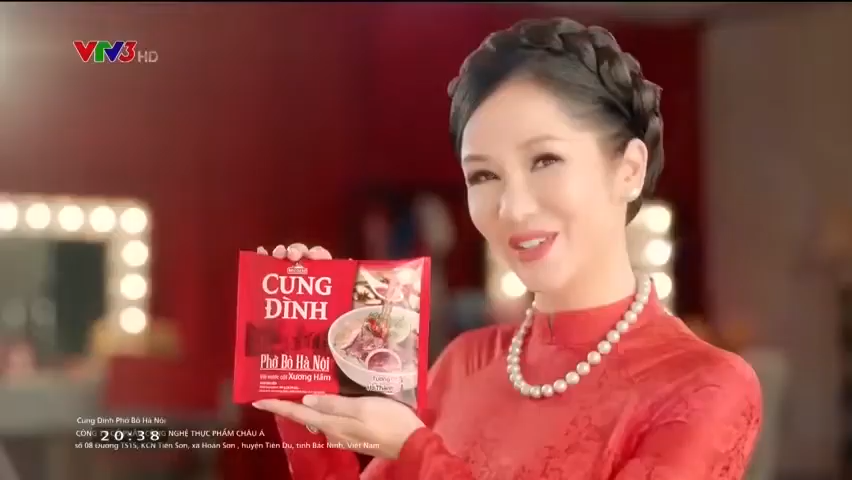 VTV3 HD
CUNG
ĐÌNH
Phở Bò Hà Nội
Xương Hầm
Cung Đình Phở Bò Hà Nội
CÔNG NGHỆ THỰC PHẨM CHÂU Á
20:38
số 08 Đường TS15, KCN Tiên Sơn, xã Hoàn Sơn, huyện Tiên Du, tỉnh Bắc Ninh, Việt Nam